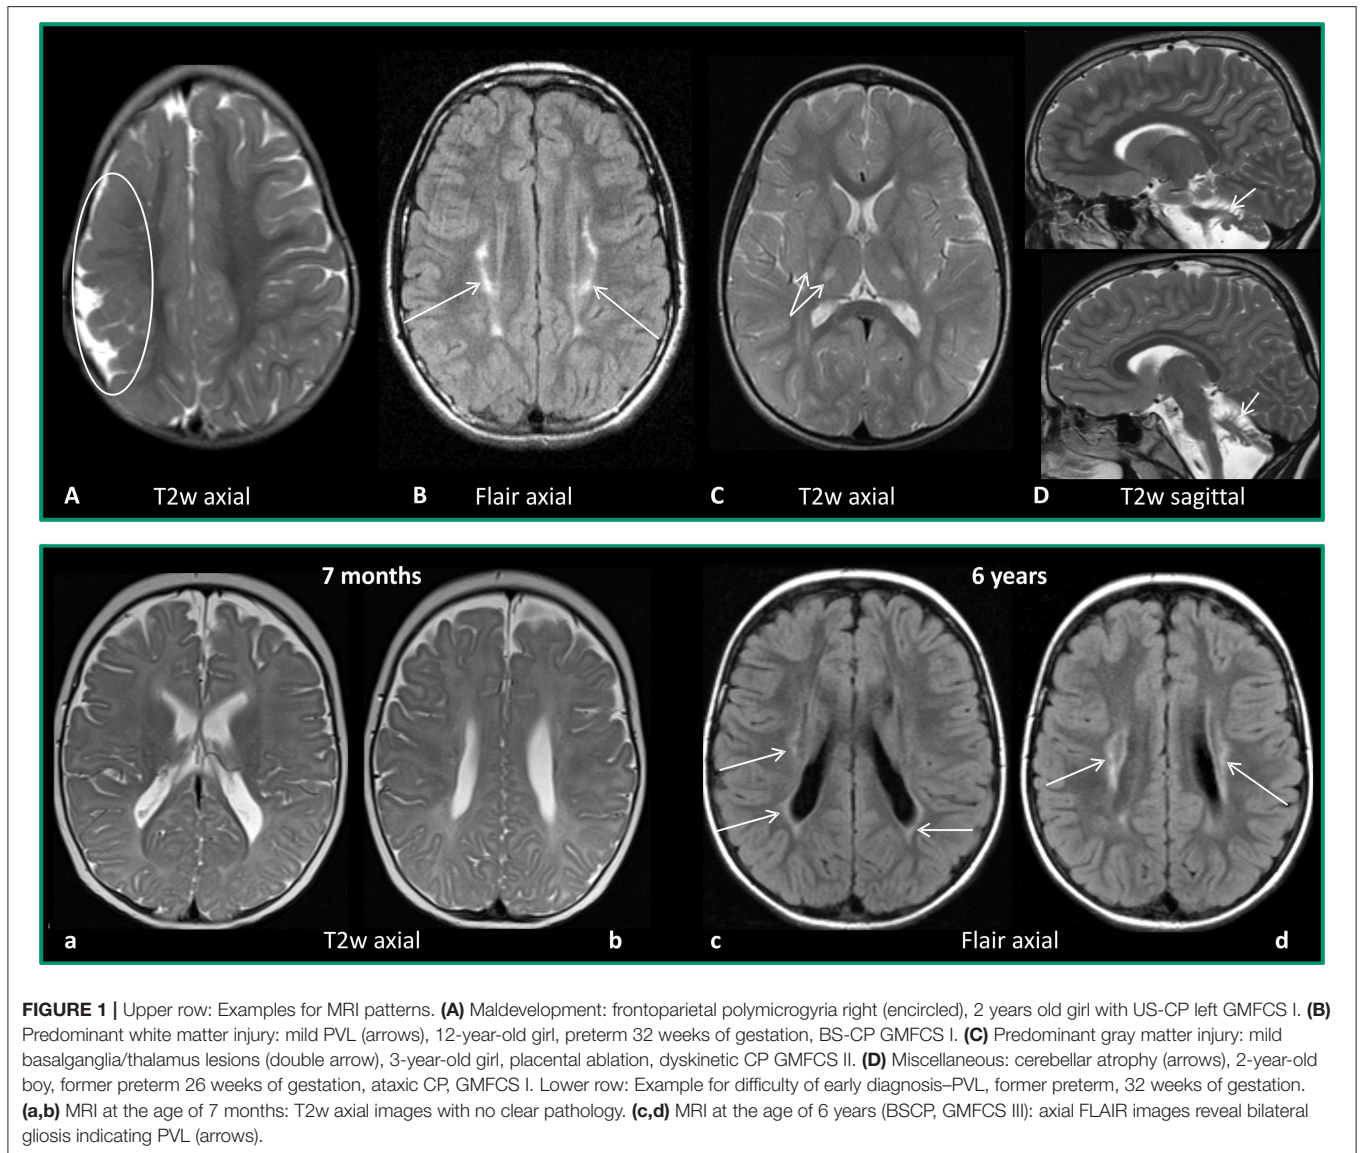 A T2w axial B Flair axial C T2w axial D T2w sagittal
7 months 6 years
a T2w axial b c Flair axial d
FIGURE 1 | Upper row: Examples for MRI patterns. (A) Maldevelopment: frontoparietal polymicrogyria right (encircled), 2 years old girl with US-CP left GMFCS I. (B)
Predominant white matter injury: mild PVL (arrows), 12-year-old girl, preterm 32 weeks of gestation, BS-CP GMFCS I. (C) Predominant gray matter injury: mild
basalganglia/thalamus lesions (double arrow), 3-year-old girl, placental ablation, dyskinetic CP GMFCS II. (D) Miscellaneous: cerebellar atrophy (arrows), 2-year-old
boy, former preterm 26 weeks of gestation, ataxic CP, GMFCS I. Lower row: Example for difficulty of early diagnosis–PVL, former preterm, 32 weeks of gestation.
(a,b) MRI at the age of 7 months: T2w axial images with no clear pathology. (c,d) MRI at the age of 6 years (BSCP, GMFCS III): axial FLAIR images reveal bilateral
gliosis indicating PVL (arrows).